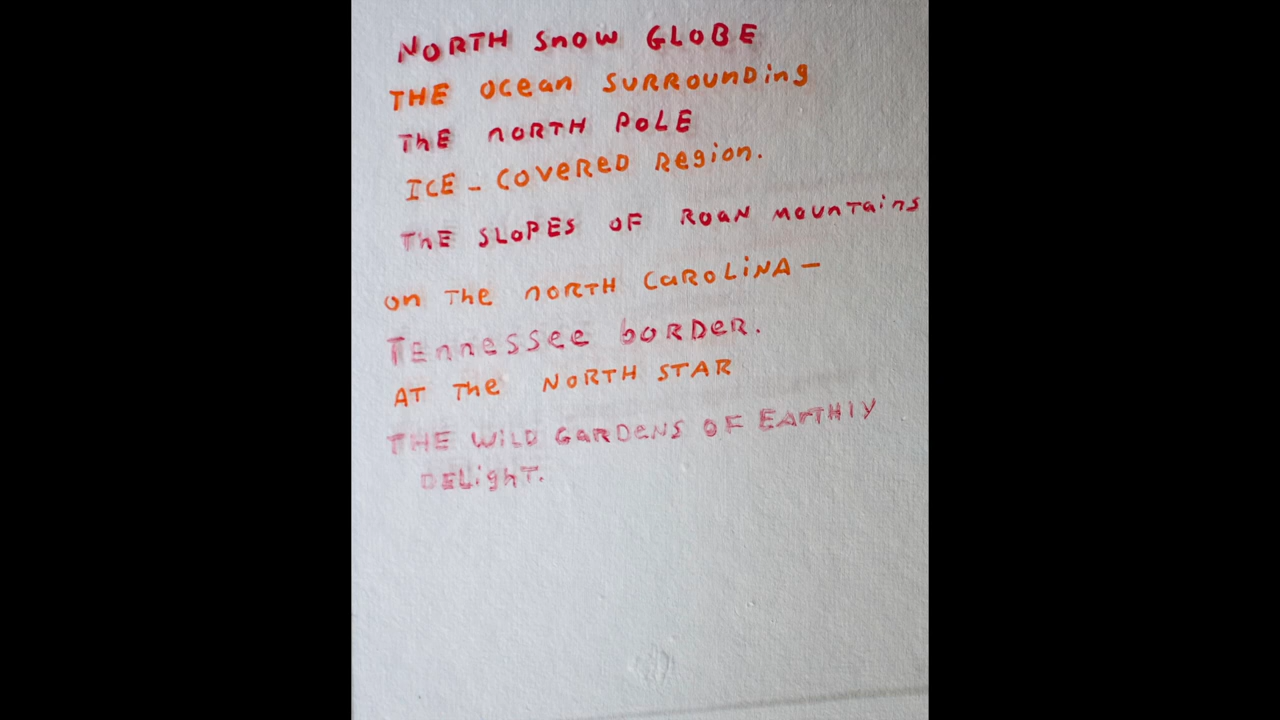 NORTH SnOW GLOBE
THE Ocean SURROUnDing
ThE nORTH POLE
ICE - COVERED Region.
ThE SLOPES OF ROaN mounTains
On The nORTH CaROLiNA -
TEnnessee bORDeR.
AT The NORTH STAR
THE WiLD GaRDenS OF EArTHlY
DELighT.